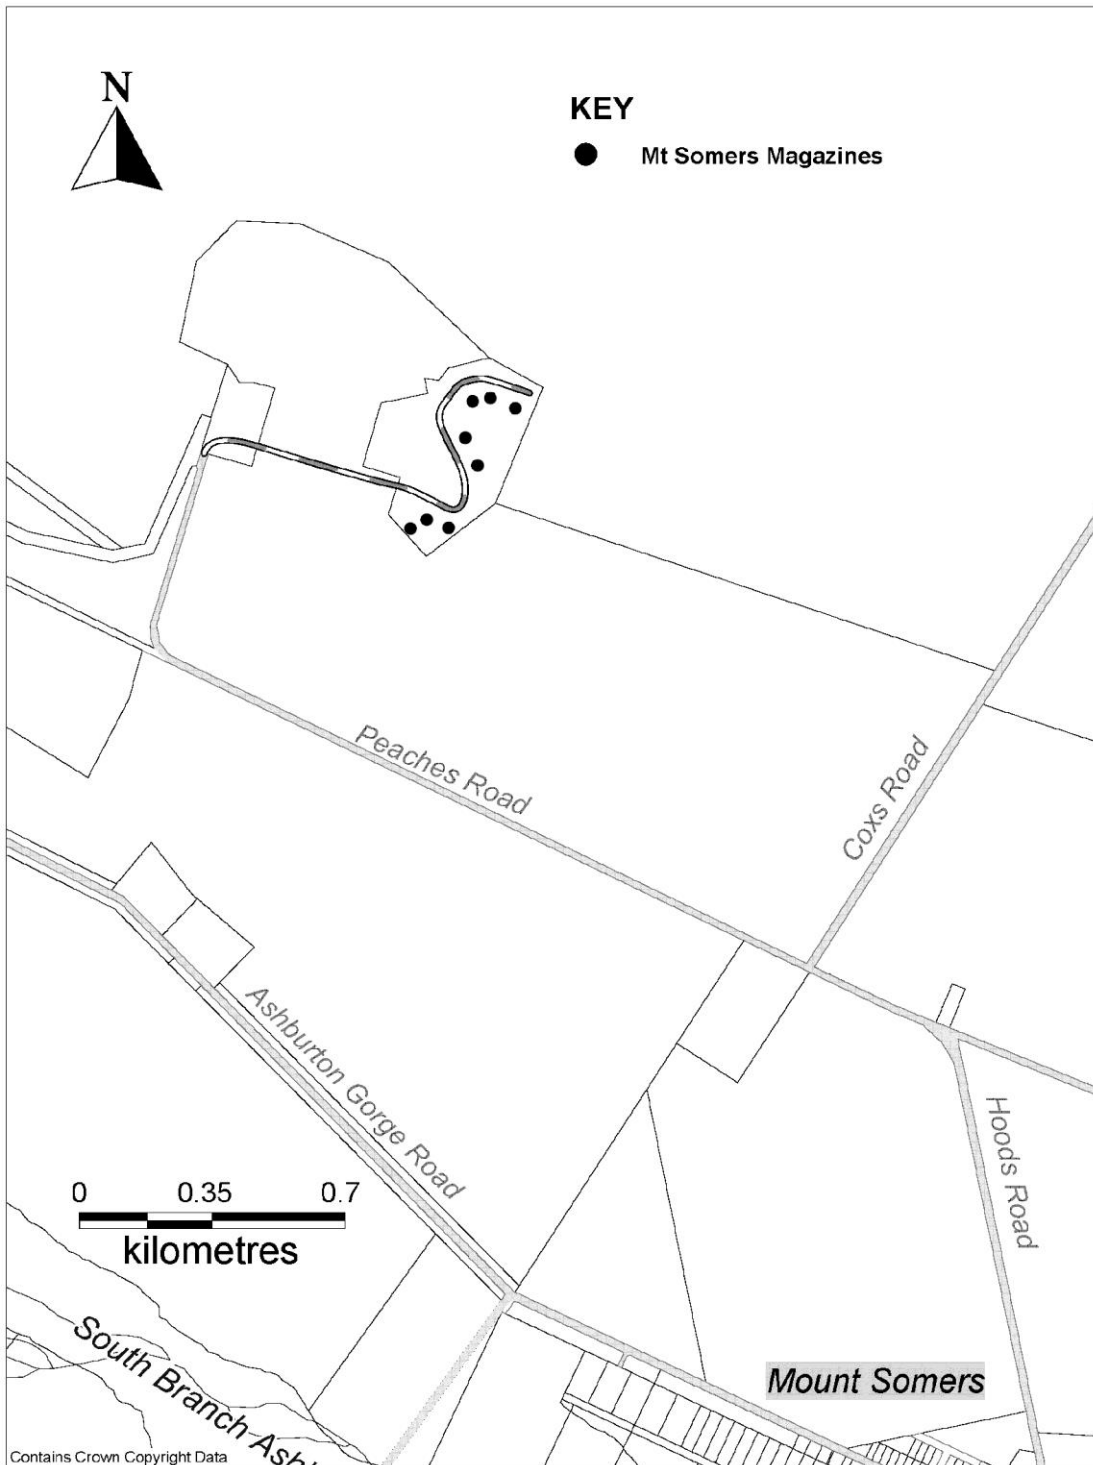 N
KEY
Mt Somers Magazines
Peaches Road
Coxs Road
Ashburton Gorge Road
Hoods Road
0 0.35 0.7
kilometres
South Branch Ash
Mount Somers
Contains Crown Copyright Data